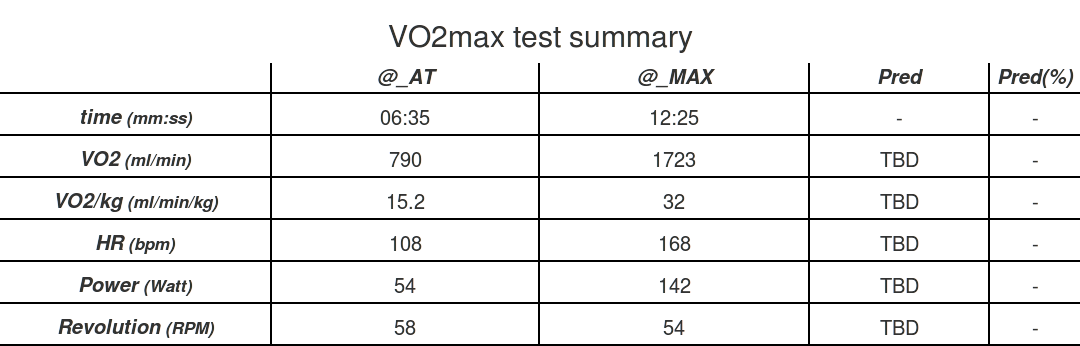 VO2max test summary
@_AT @_MAX Pred Pred(%)
time (mm:ss) 06:35 12:25 - -
VO2 (ml/min) 790 1723 TBD -
VO2/kg (ml/min/kg) 15.2 32 TBD -
HR (bpm) 108 168 TBD -
Power (Watt) 54 142 TBD -
Revolution (RPM) 58 54 TBD -